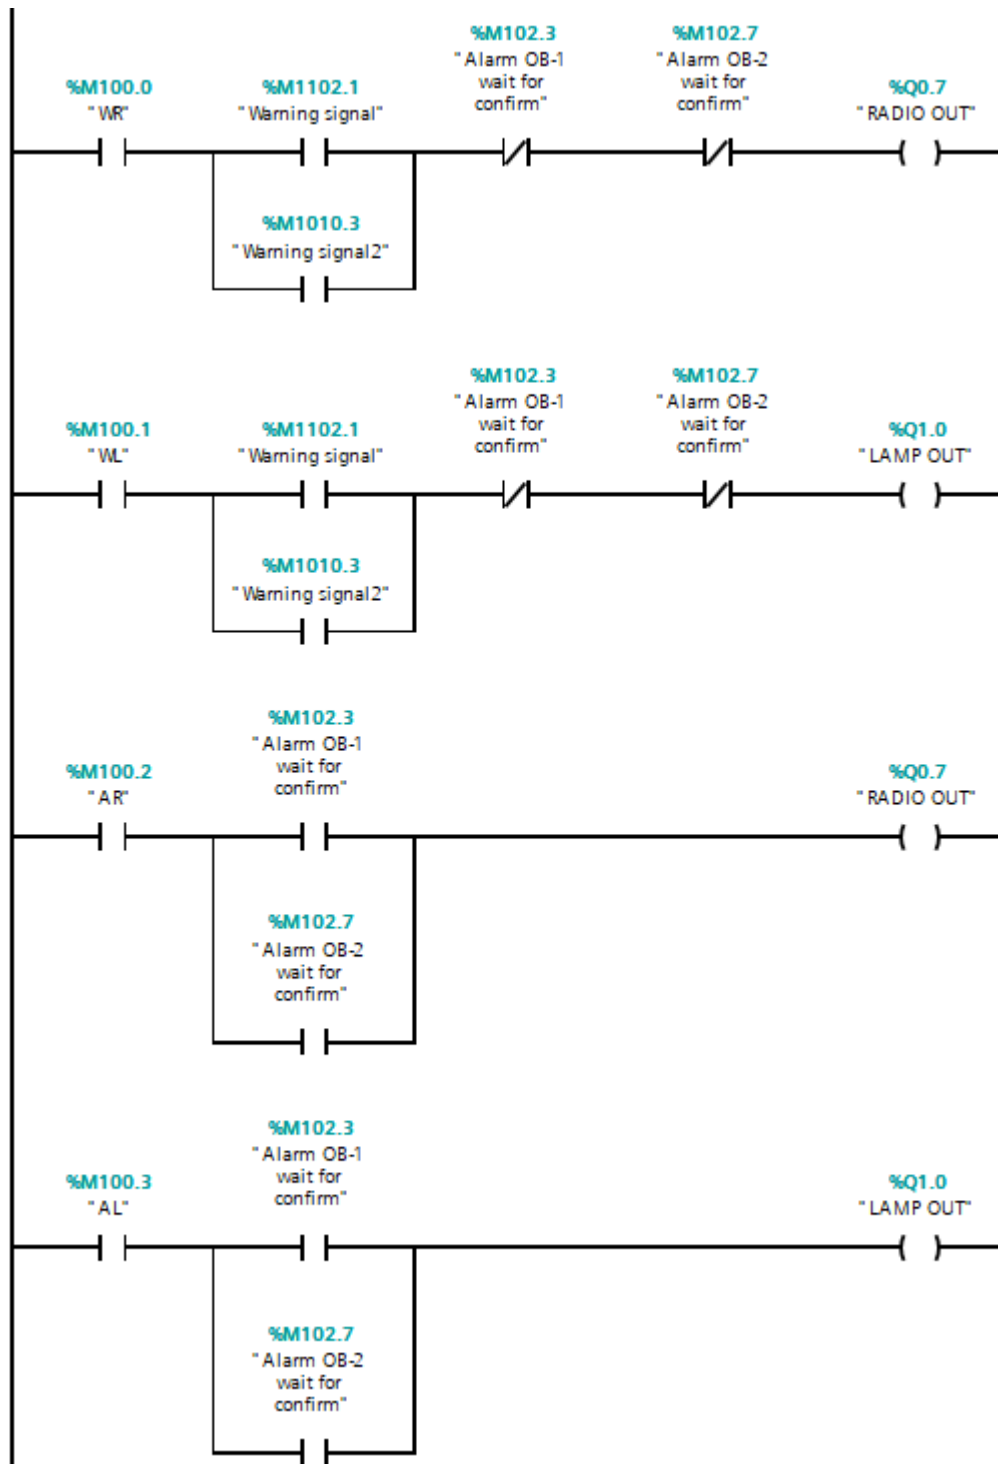 %M102.3
"Alarm OB-1
wait for
confirm"
%M102.7
"Alarm OB-2
wait for
confirm"
%M100.0
"WR"
%M1102.1
"Warning signal"
%Q0.7
"RADIO OUT"
%M1010.3
"Warning signal2"
%M102.3
"Alarm OB-1
wait for
confirm"
%M102.7
"Alarm OB-2
wait for
confirm"
%M100.1
"WL"
%M1102.1
"Warning signal"
%Q1.0
"LAMP OUT"
%M1010.3
"Warning signal2"
%M102.3
"Alarm OB-1
wait for
confirm"
%M100.2
"AR"
%Q0.7
"RADIO OUT"
%M102.7
"Alarm OB-2
wait for
confirm"
%M102.3
"Alarm OB-1
wait for
confirm"
%M100.3
"AL"
%Q1.0
"LAMP OUT"
%M102.7
"Alarm OB-2
wait for
confirm"